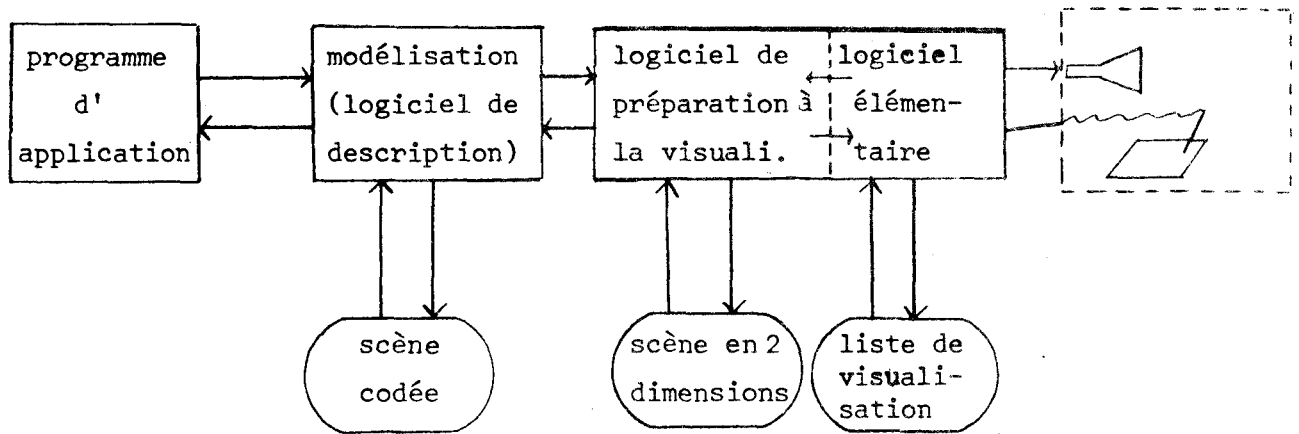 programme
d'
application
modélisation
(logiciel de
description)
logiciel de
préparation à
la visuali.
logiciel
élémen-
taire
scène
codée
scène en 2
dimensions
liste de
visuali-
sation